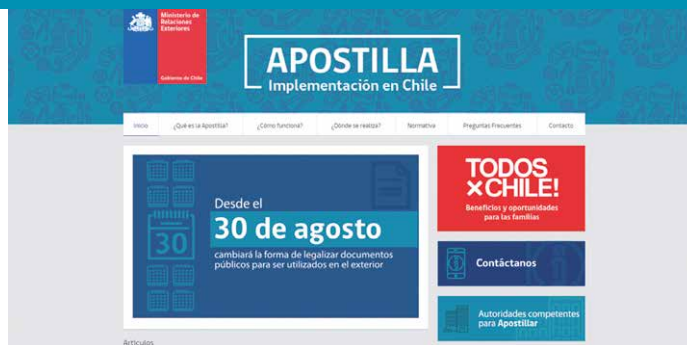 Ministerio de
Relaciones
Exteriores
Gobierno de Chile
APOSTILLA
Implementación en Chile
Inicio ¿Qué es la Apostilla? ¿Cómo funciona? ¿Dónde se realiza? Normativa Preguntas Frecuentes Contacto
30
Desde el
30 de agosto
cambiará la forma de legalizar documentos
públicos para ser utilizados en el exterior
TODOS
×CHILE!
Beneficios y oportunidades
para las familias
Contáctanos
Autoridades competentes
para Apostillar
Artículos